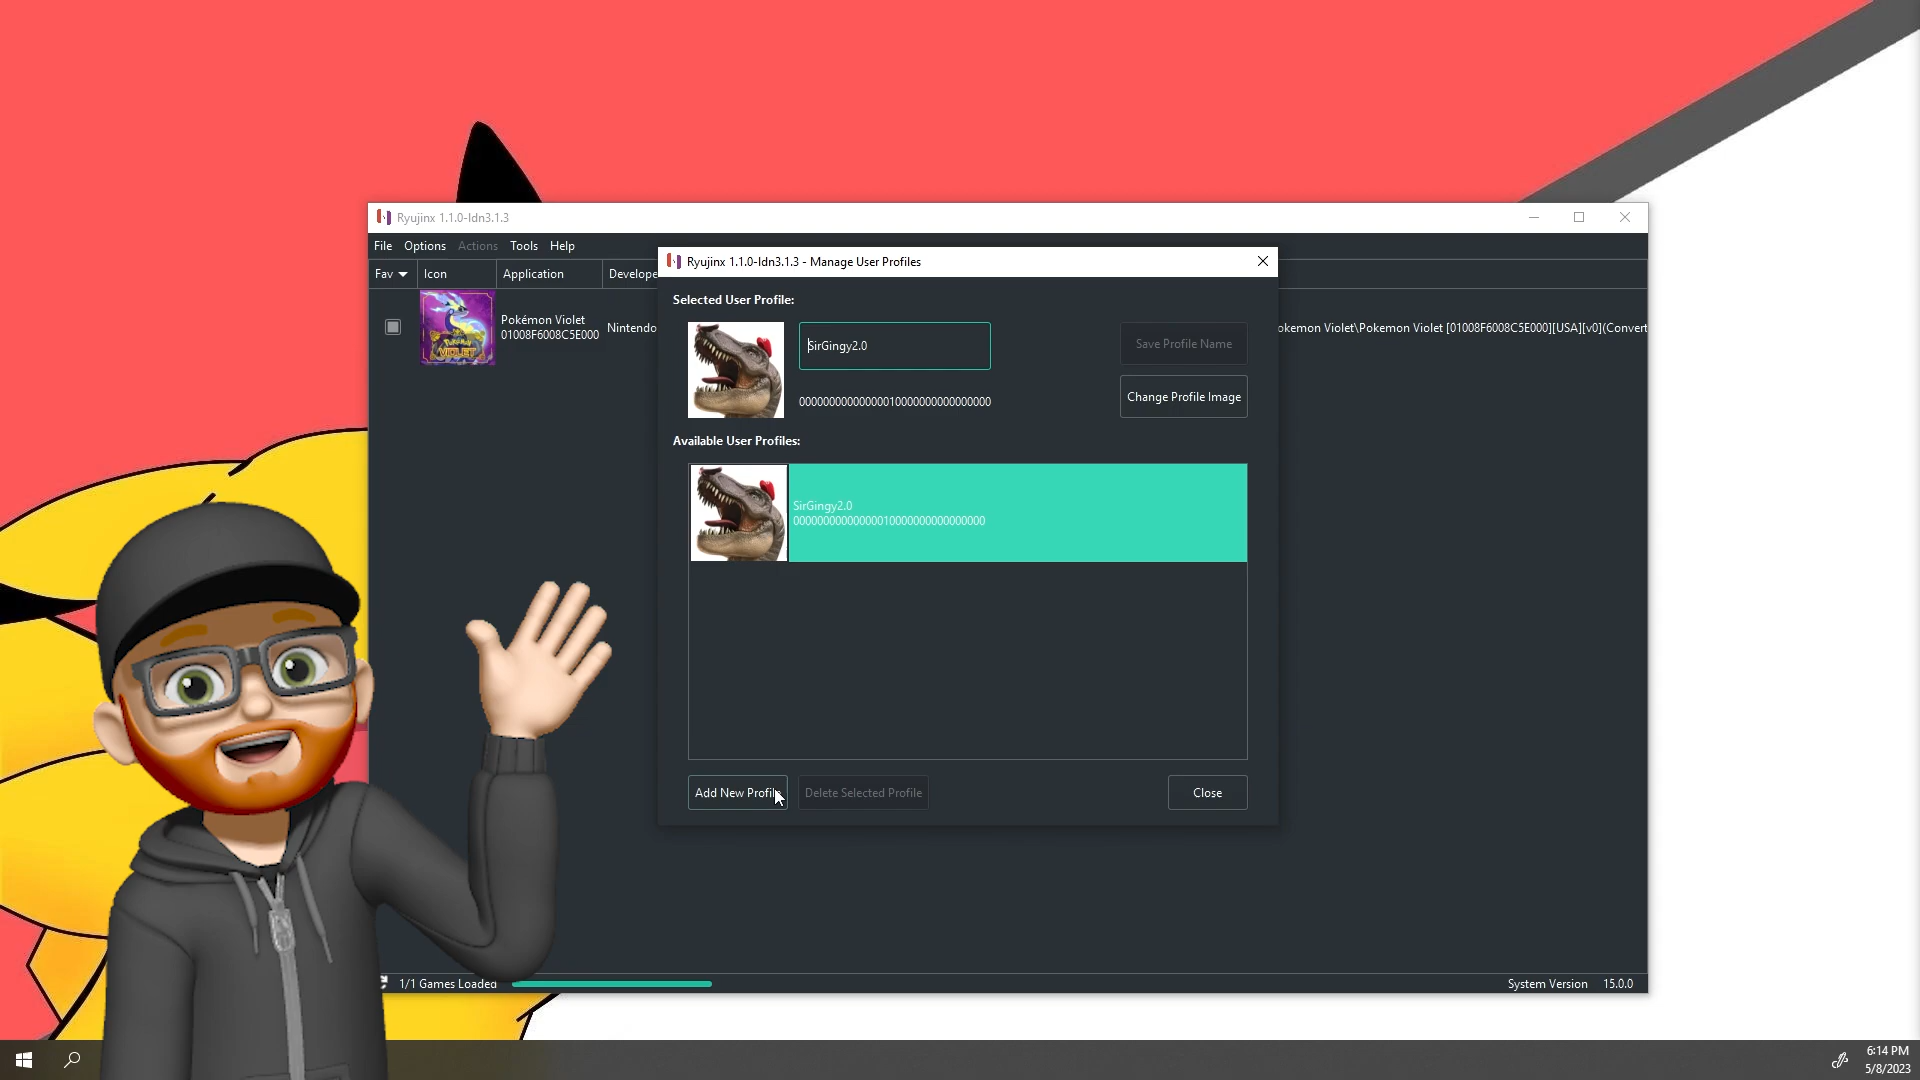 Ryujinx 1.1.0-ldn3.1.3
File Options Actions Tools Help
Fav Icon Application
Pokémon Violet
01008F6008C5E000
Nintendo
Pokemon Violet [01008F6008C5E000][USA][v0](Convert
Ryujinx 1.1.0-ldn3.1.3 - Manage User Profiles
Selected User Profile:
SirGingy2.0
Save Profile Name
00000000000000010000000000000000
Change Profile Image
Available User Profiles:
SirGingy2.0
00000000000000010000000000000000
Add New Profile
Delete Selected Profile
Close
1/1 Games Loaded
System Version 15.0.0
6:14 PM
5/8/2023